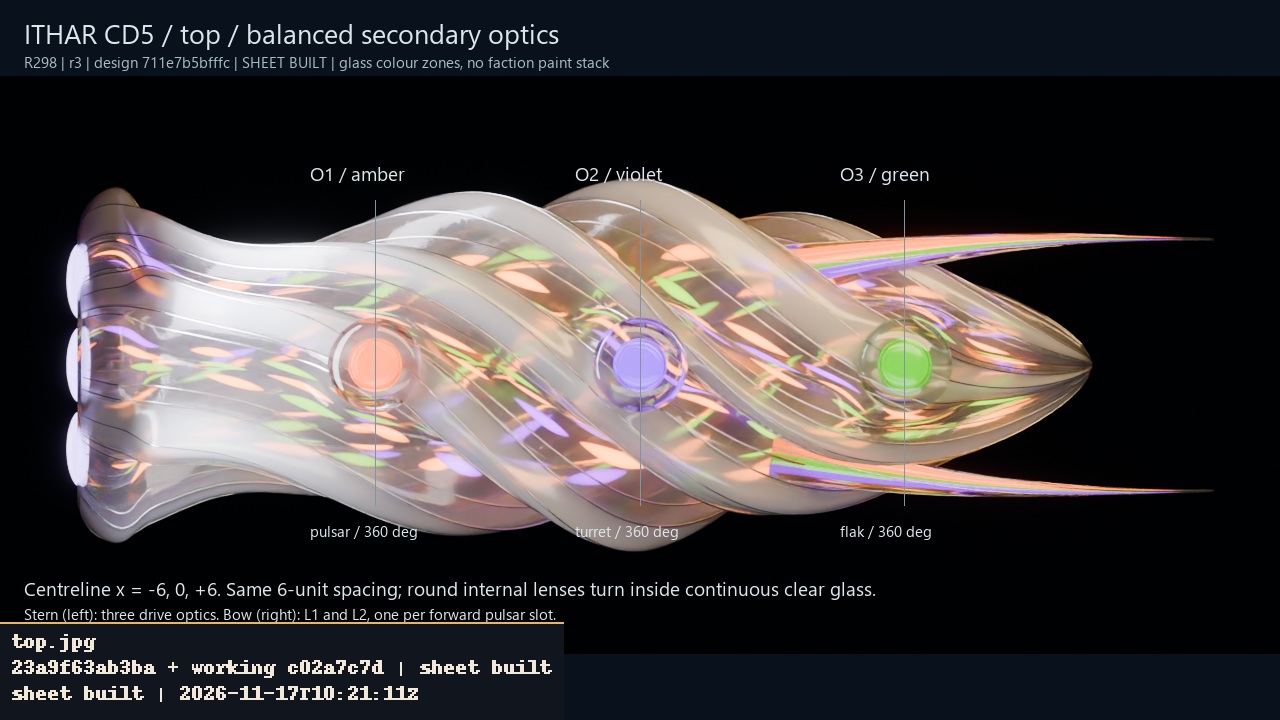 ITHAR CD5 / top / balanced secondary optics
R298 | r3 | design 711e7b5bfffc | SHEET BUILT | glass colour zones, no faction paint stack
O1 / amber
O2 / violet
O3 / green
pulsar / 360 deg
turret / 360 deg
flak / 360 deg
Centreline x = -6, 0, +6. Same 6-unit spacing; round internal lenses turn inside continuous clear glass.
Stern (left): three drive optics. Bow (right): L1 and L2, one per forward pulsar slot.
top.jpg
23a9f63ab3ba + working c02a7c7d | sheet built
sheet built | 2026-11-17T10:21:11Z